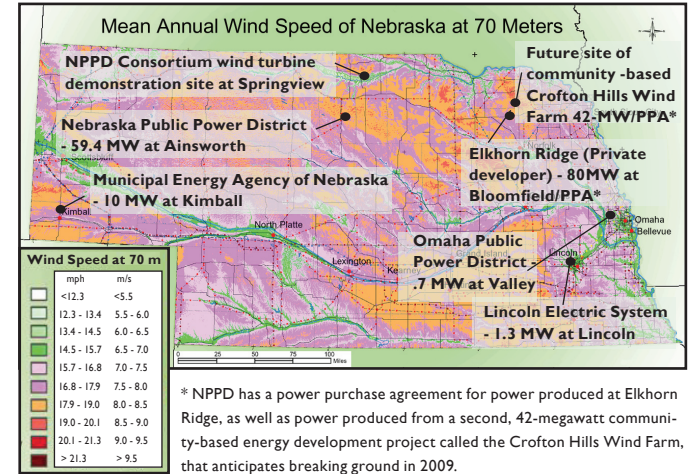 Mean Annual Wind Speed of Nebraska at 70 Meters
NPPD Consortium wind turbine
demonstration site at Springview
Future site of
community -based
Crofton Hills Wind
Farm 42-MW/PPA*
Nebraska Public Power District
- 59.4 MW at Ainsworth
Elkhorn Ridge (Private
developer) - 80MW at
Bloomfield/PPA*
Norfolk
Scottsbluff
Municipal Energy Agency of Nebraska
- 10 MW at Kimball
Kimball
North Platte
Omaha
Bellevue
Omaha Public
Power District -
.7 MW at Valley
Grand Island
Lexington
Kearney
Lincoln
Lincoln Electric System
- 1.3 MW at Lincoln
Wind Speed at 70 m
mph m/s
<12.3 <5.5
12.3 - 13.4 5.5 - 6.0
13.4 - 14.5 6.0 - 6.5
14.5 - 15.7 6.5 - 7.0
15.7 - 16.8 7.0 - 7.5
16.8 - 17.9 7.5 - 8.0
17.9 - 19.0 8.0 - 8.5
19.0 - 20.1 8.5 - 9.0
20.1 - 21.3 9.0 - 9.5
> 21.3 > 9.5
0 25 50 75 100
Miles
* NPPD has a power purchase agreement for power produced at Elkhorn
Ridge, as well as power produced from a second, 42-megawatt communi-
ty-based energy development project called the Crofton Hills Wind Farm,
that anticipates breaking ground in 2009.